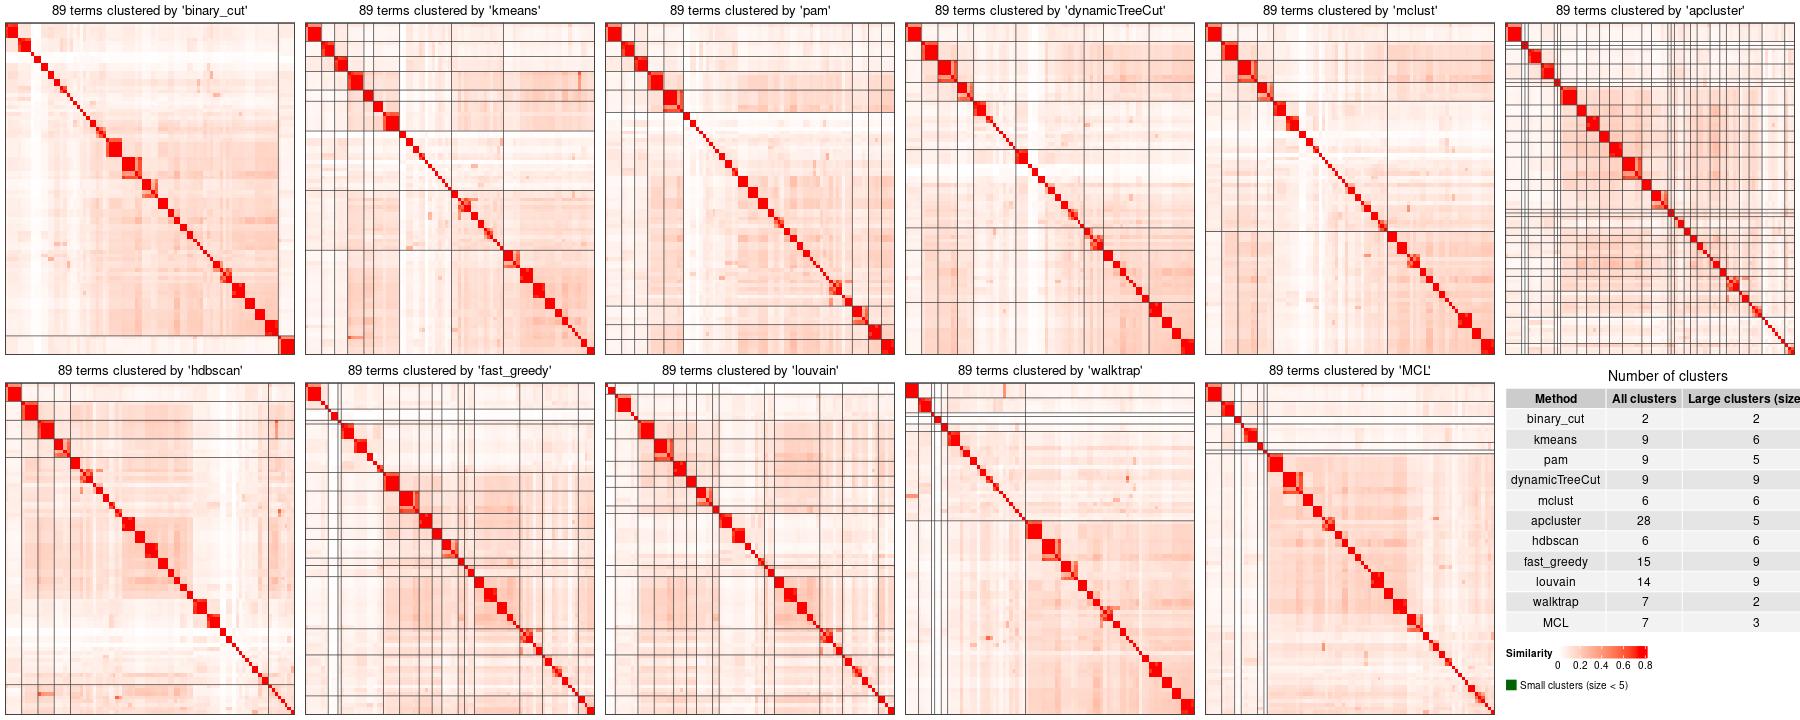 89 terms clustered by 'binary_cut'
89 terms clustered by 'kmeans'
89 terms clustered by 'pam'
89 terms clustered by 'dynamicTreeCut'
89 terms clustered by 'mclust'
89 terms clustered by 'apcluster'
89 terms clustered by 'hdbscan'
89 terms clustered by 'fast_greedy'
89 terms clustered by 'louvain'
89 terms clustered by 'walktrap'
89 terms clustered by 'MCL'
Number of clusters
Method All clusters Large clusters (size
binary_cut 2 2
kmeans 9 6
pam 9 5
dynamicTreeCut 9 9
mclust 6 6
apcluster 28 5
hdbscan 6 6
fast_greedy 15 9
louvain 14 9
walktrap 7 2
MCL 7 3
Similarity
0 0.2 0.4 0.6 0.8
Small clusters (size < 5)